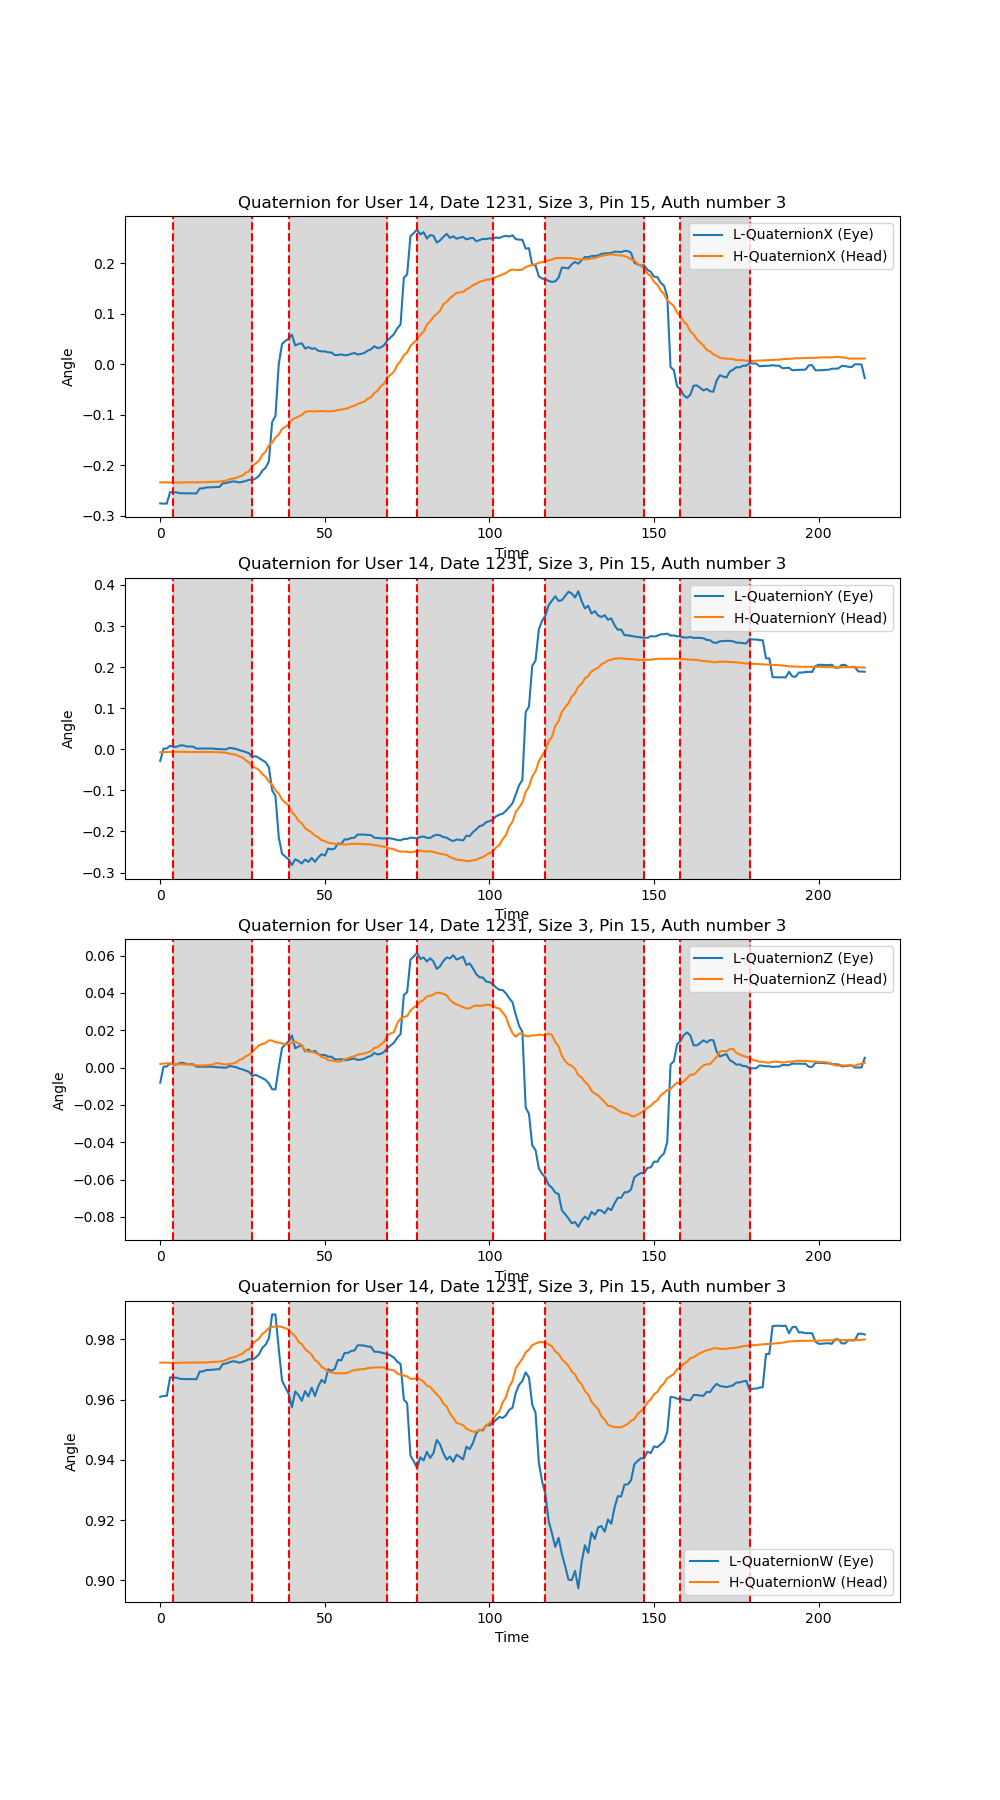 Quaternion for User 14, Date 1231, Size 3, Pin 15, Auth number 3
L-QuaternionX (Eye)
H-QuaternionX (Head)
Angle
0.2
0.1
0.0
−0.1
−0.2
−0.3
0 50 100 150 200
Time
Quaternion for User 14, Date 1231, Size 3, Pin 15, Auth number 3
L-QuaternionY (Eye)
H-QuaternionY (Head)
Angle
0.4
0.3
0.2
0.1
0.0
−0.1
−0.2
−0.3
0 50 100 150 200
Time
Quaternion for User 14, Date 1231, Size 3, Pin 15, Auth number 3
L-QuaternionZ (Eye)
H-QuaternionZ (Head)
Angle
0.06
0.04
0.02
0.00
−0.02
−0.04
−0.06
−0.08
0 50 100 150 200
Time
Quaternion for User 14, Date 1231, Size 3, Pin 15, Auth number 3
Angle
0.98
0.96
0.94
0.92
0.90
L-QuaternionW (Eye)
H-QuaternionW (Head)
0 50 100 150 200
Time